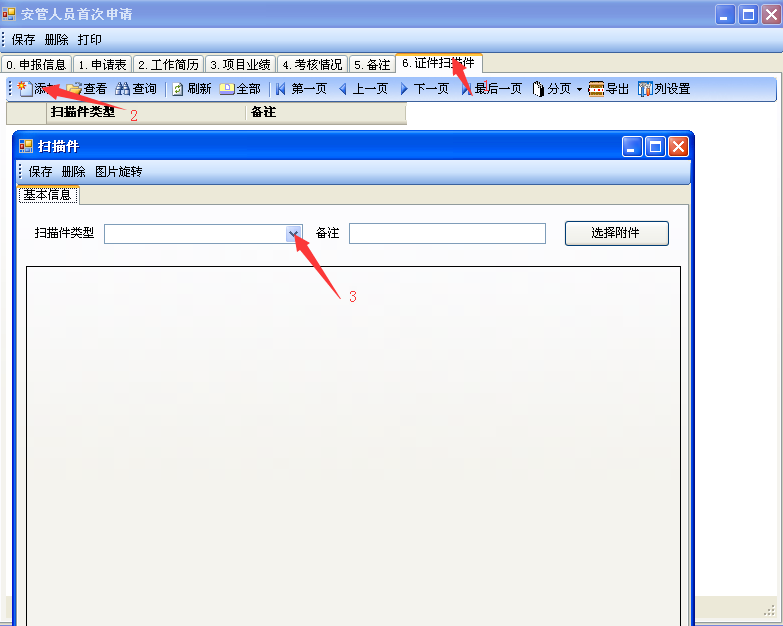 安管人员首次申请
保存 删除 打印
0. 申报信息 1. 申请表 2. 工作简历 3. 项目业绩 4. 考核情况 5. 备注 6. 证件扫描件
添加 查看 查询 刷新 全部 第一页 上一页 下一页 最后一页 分页 导出 列设置
1
扫描件类型 2 备注
扫描件
保存 删除 图片旋转
基本信息
扫描件类型 备注 选择附件
3